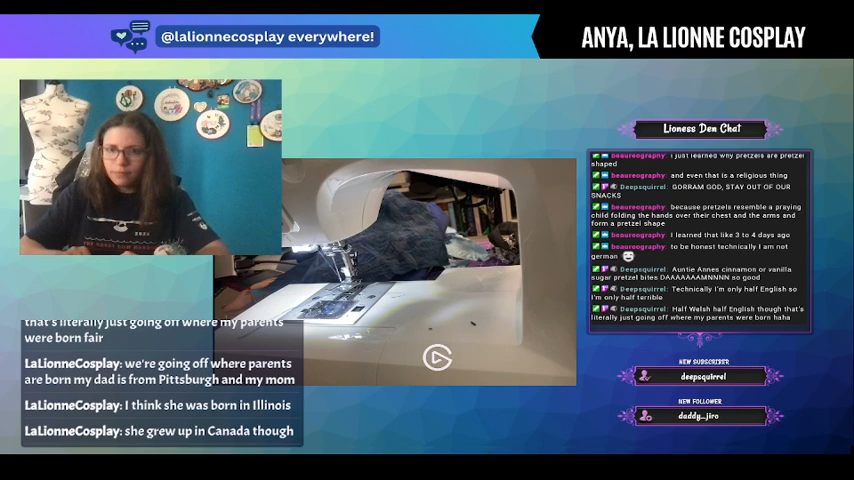 @lalionnecosplay everywhere!
ANYA, LA LIONNE COSPLAY
Lioness Den Chat
beaureography: I just learned why pretzels are pretzel
shaped
beaureography: and even that is a religious thing
Deepsquirrel: GORRAM GOD, STAY OUT OF OUR
SNACKS
beaureography: because pretzels resemble a praying
child folding the hands over their chest and the arms and
form a pretzel shape
beaureography: I learned that like 3 to 4 days ago
beaureography: to be honest technically I am not
german
Deepsquirrel: Auntie Annes cinnamon or vanilla
sugar pretzel bites DAAAAAAAMNNNN so good
Deepsquirrel: Technically I'm only half English so
I'm only half terrible
Deepsquirrel: Half Welsh half English though that's
literally just going off where my parents were born haha
that's literally just going off where my parents
were born fair
LaLionneCosplay: we're going off where parents
are born my dad is from Pittsburgh and my mom
LaLionneCosplay: I think she was born in Illinois
LaLionneCosplay: she grew up in Canada though
NEW SUBSCRIBER
deepsquirrel
NEW FOLLOWER
daddy_jiro